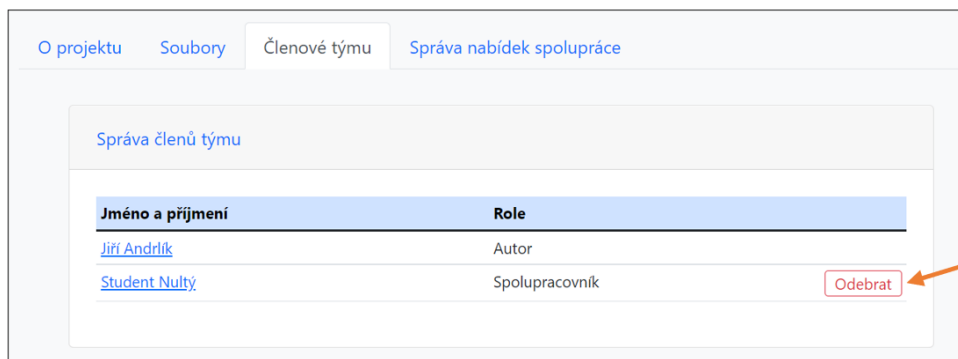 O projektu Soubory Členové týmu Správa nabídek spolupráce
Správa členů týmu
Jméno a příjmení Role
Jiří Andrlík Autor
Student Nultý Spolupracovník Odebrat